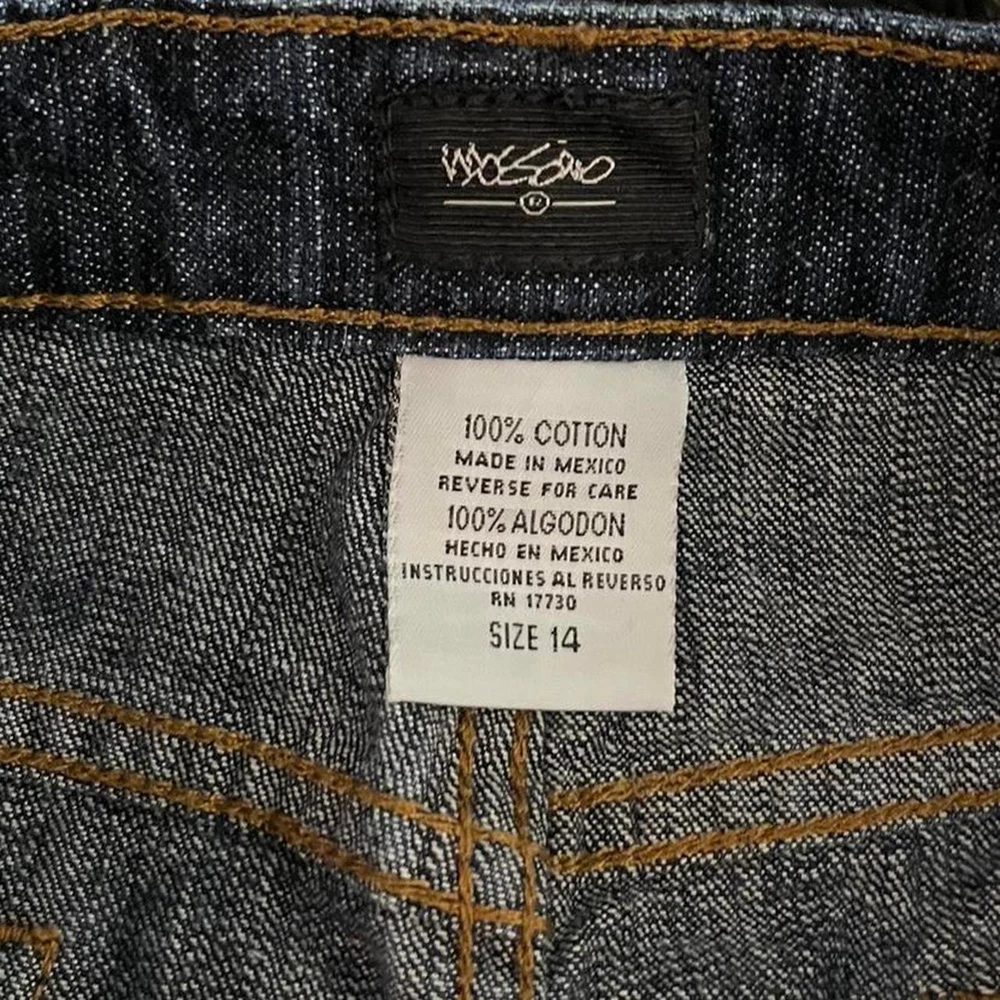 mossimo
100% COTTON
MADE IN MEXICO
REVERSE FOR CARE
100% ALGODON
HECHO EN MEXICO
INSTRUCCIONES AL REVERSO
RN 17730
SIZE 14